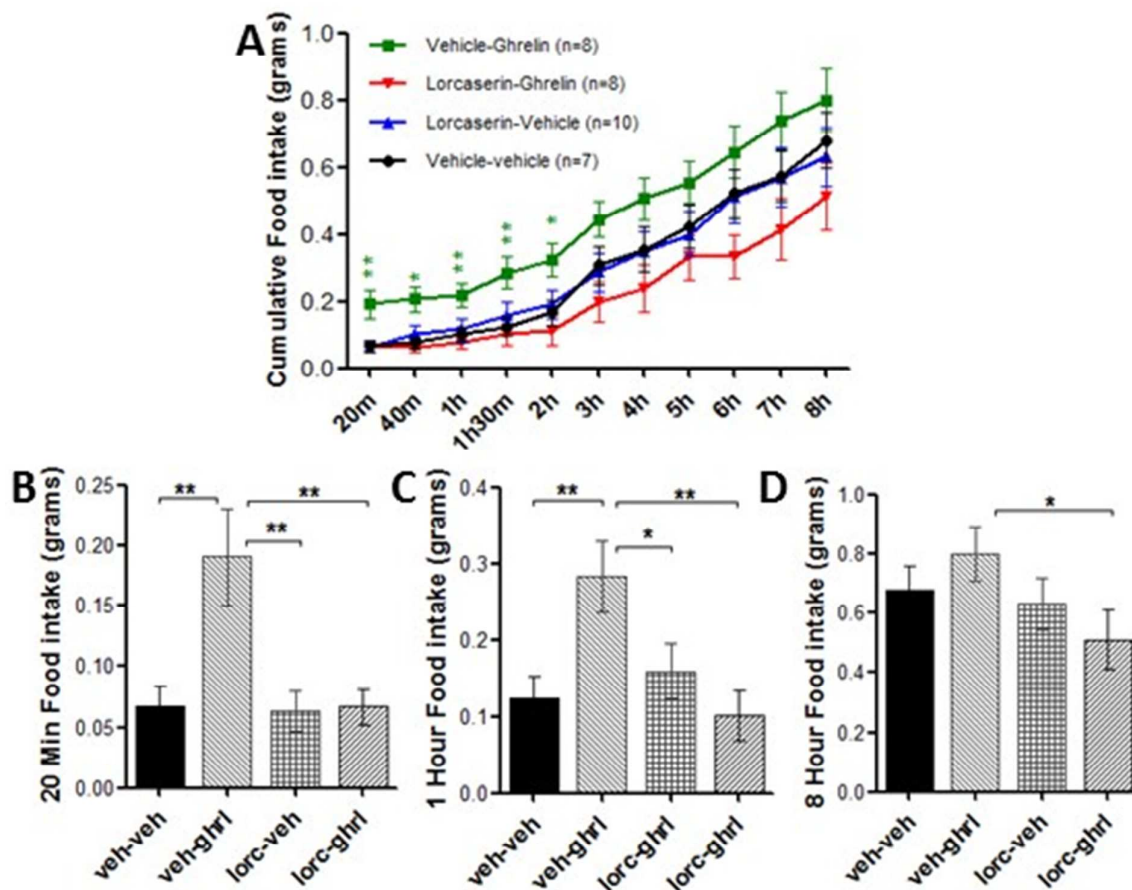 A
Cumulative Food intake (grams)
1.0
0.8
0.6
0.4
0.2
0.0
Vehicle-Ghrelin (n=8)
Lorcaserin-Ghrelin (n=8)
Lorcaserin-Vehicle (n=10)
Vehicle-vehicle (n=7)
** * ** ** *
20m 40m 1h 1h30m 2h 3h 4h 5h 6h 7h 8h
B
20 Min Food intake (grams)
0.25
0.20
0.15
0.10
0.05
0.00
** **
**
veh-veh veh-ghrl lorc-veh lorc-ghrl
C
1 Hour Food intake (grams)
0.4
0.3
0.2
0.1
0.0
** **
*
veh-veh veh-ghrl lorc-ghrl lorc-ghrl
D
8 Hour Food intake (grams)
1.0
0.8
0.6
0.4
0.2
0.0
*
veh-veh veh-ghrl lorc-veh lorc-ghrl